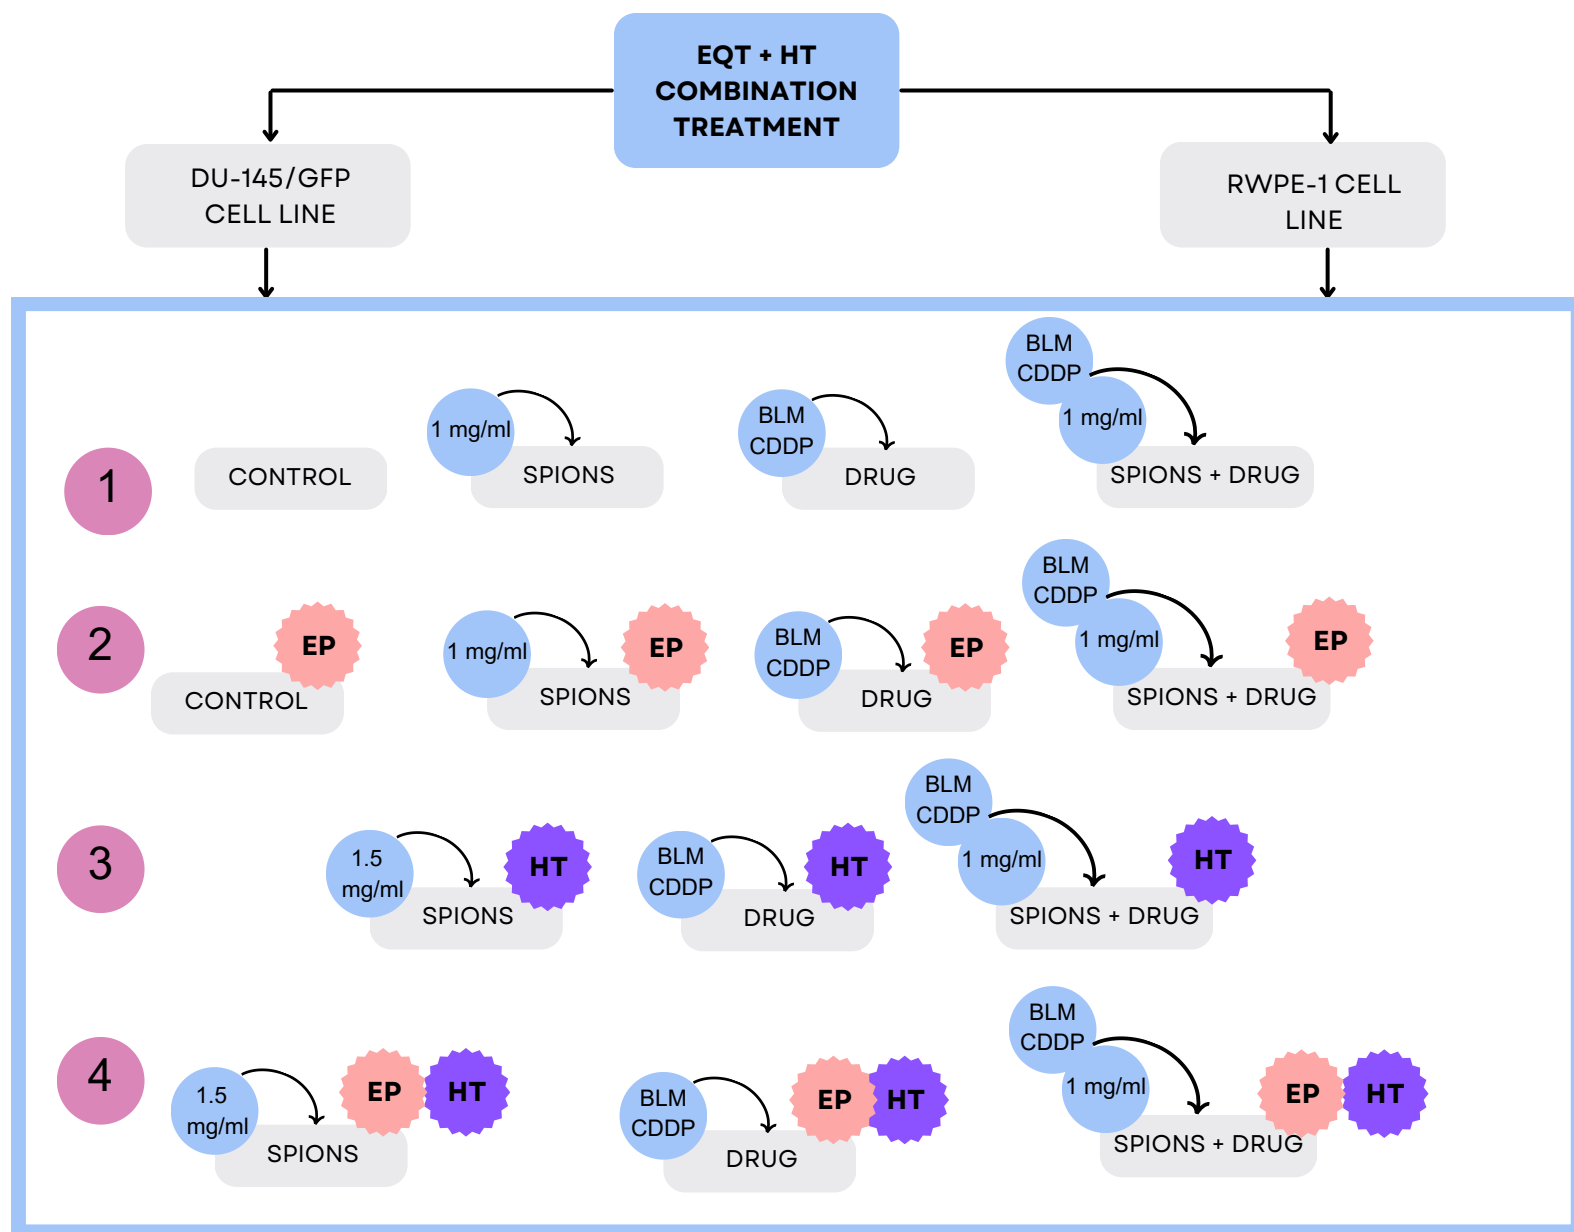 EQT + HT
COMBINATION
TREATMENT
DU-145/GFP
CELL LINE
RWPE-1 CELL
LINE
1
CONTROL
1 mg/ml
SPIONS
BLM
CDDP
DRUG
BLM
CDDP
1 mg/ml
SPIONS + DRUG
2
EP
CONTROL
1 mg/ml
EP
SPIONS
BLM
CDDP
EP
DRUG
BLM
CDDP
1 mg/ml
EP
SPIONS + DRUG
3
1.5
mg/ml
HT
SPIONS
BLM
CDDP
HT
DRUG
BLM
CDDP
1 mg/ml
HT
SPIONS + DRUG
4
1.5
mg/ml
EP
HT
SPIONS
BLM
CDDP
EP
HT
DRUG
BLM
CDDP
1 mg/ml
EP
HT
SPIONS + DRUG